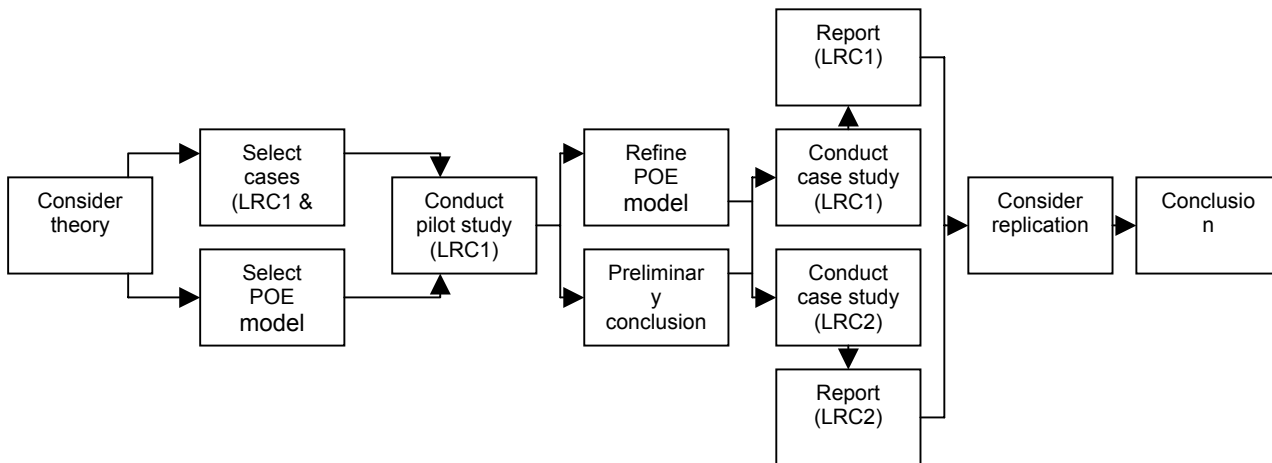 Consider
theory
Select
cases
(LRC1 &
Select
POE
model
Conduct
pilot study
(LRC1)
Refine
POE
model
Preliminar
y
conclusion
Report
(LRC1)
Conduct
case study
(LRC1)
Conduct
case study
(LRC2)
Report
(LRC2)
Consider
replication
Conclusio
n